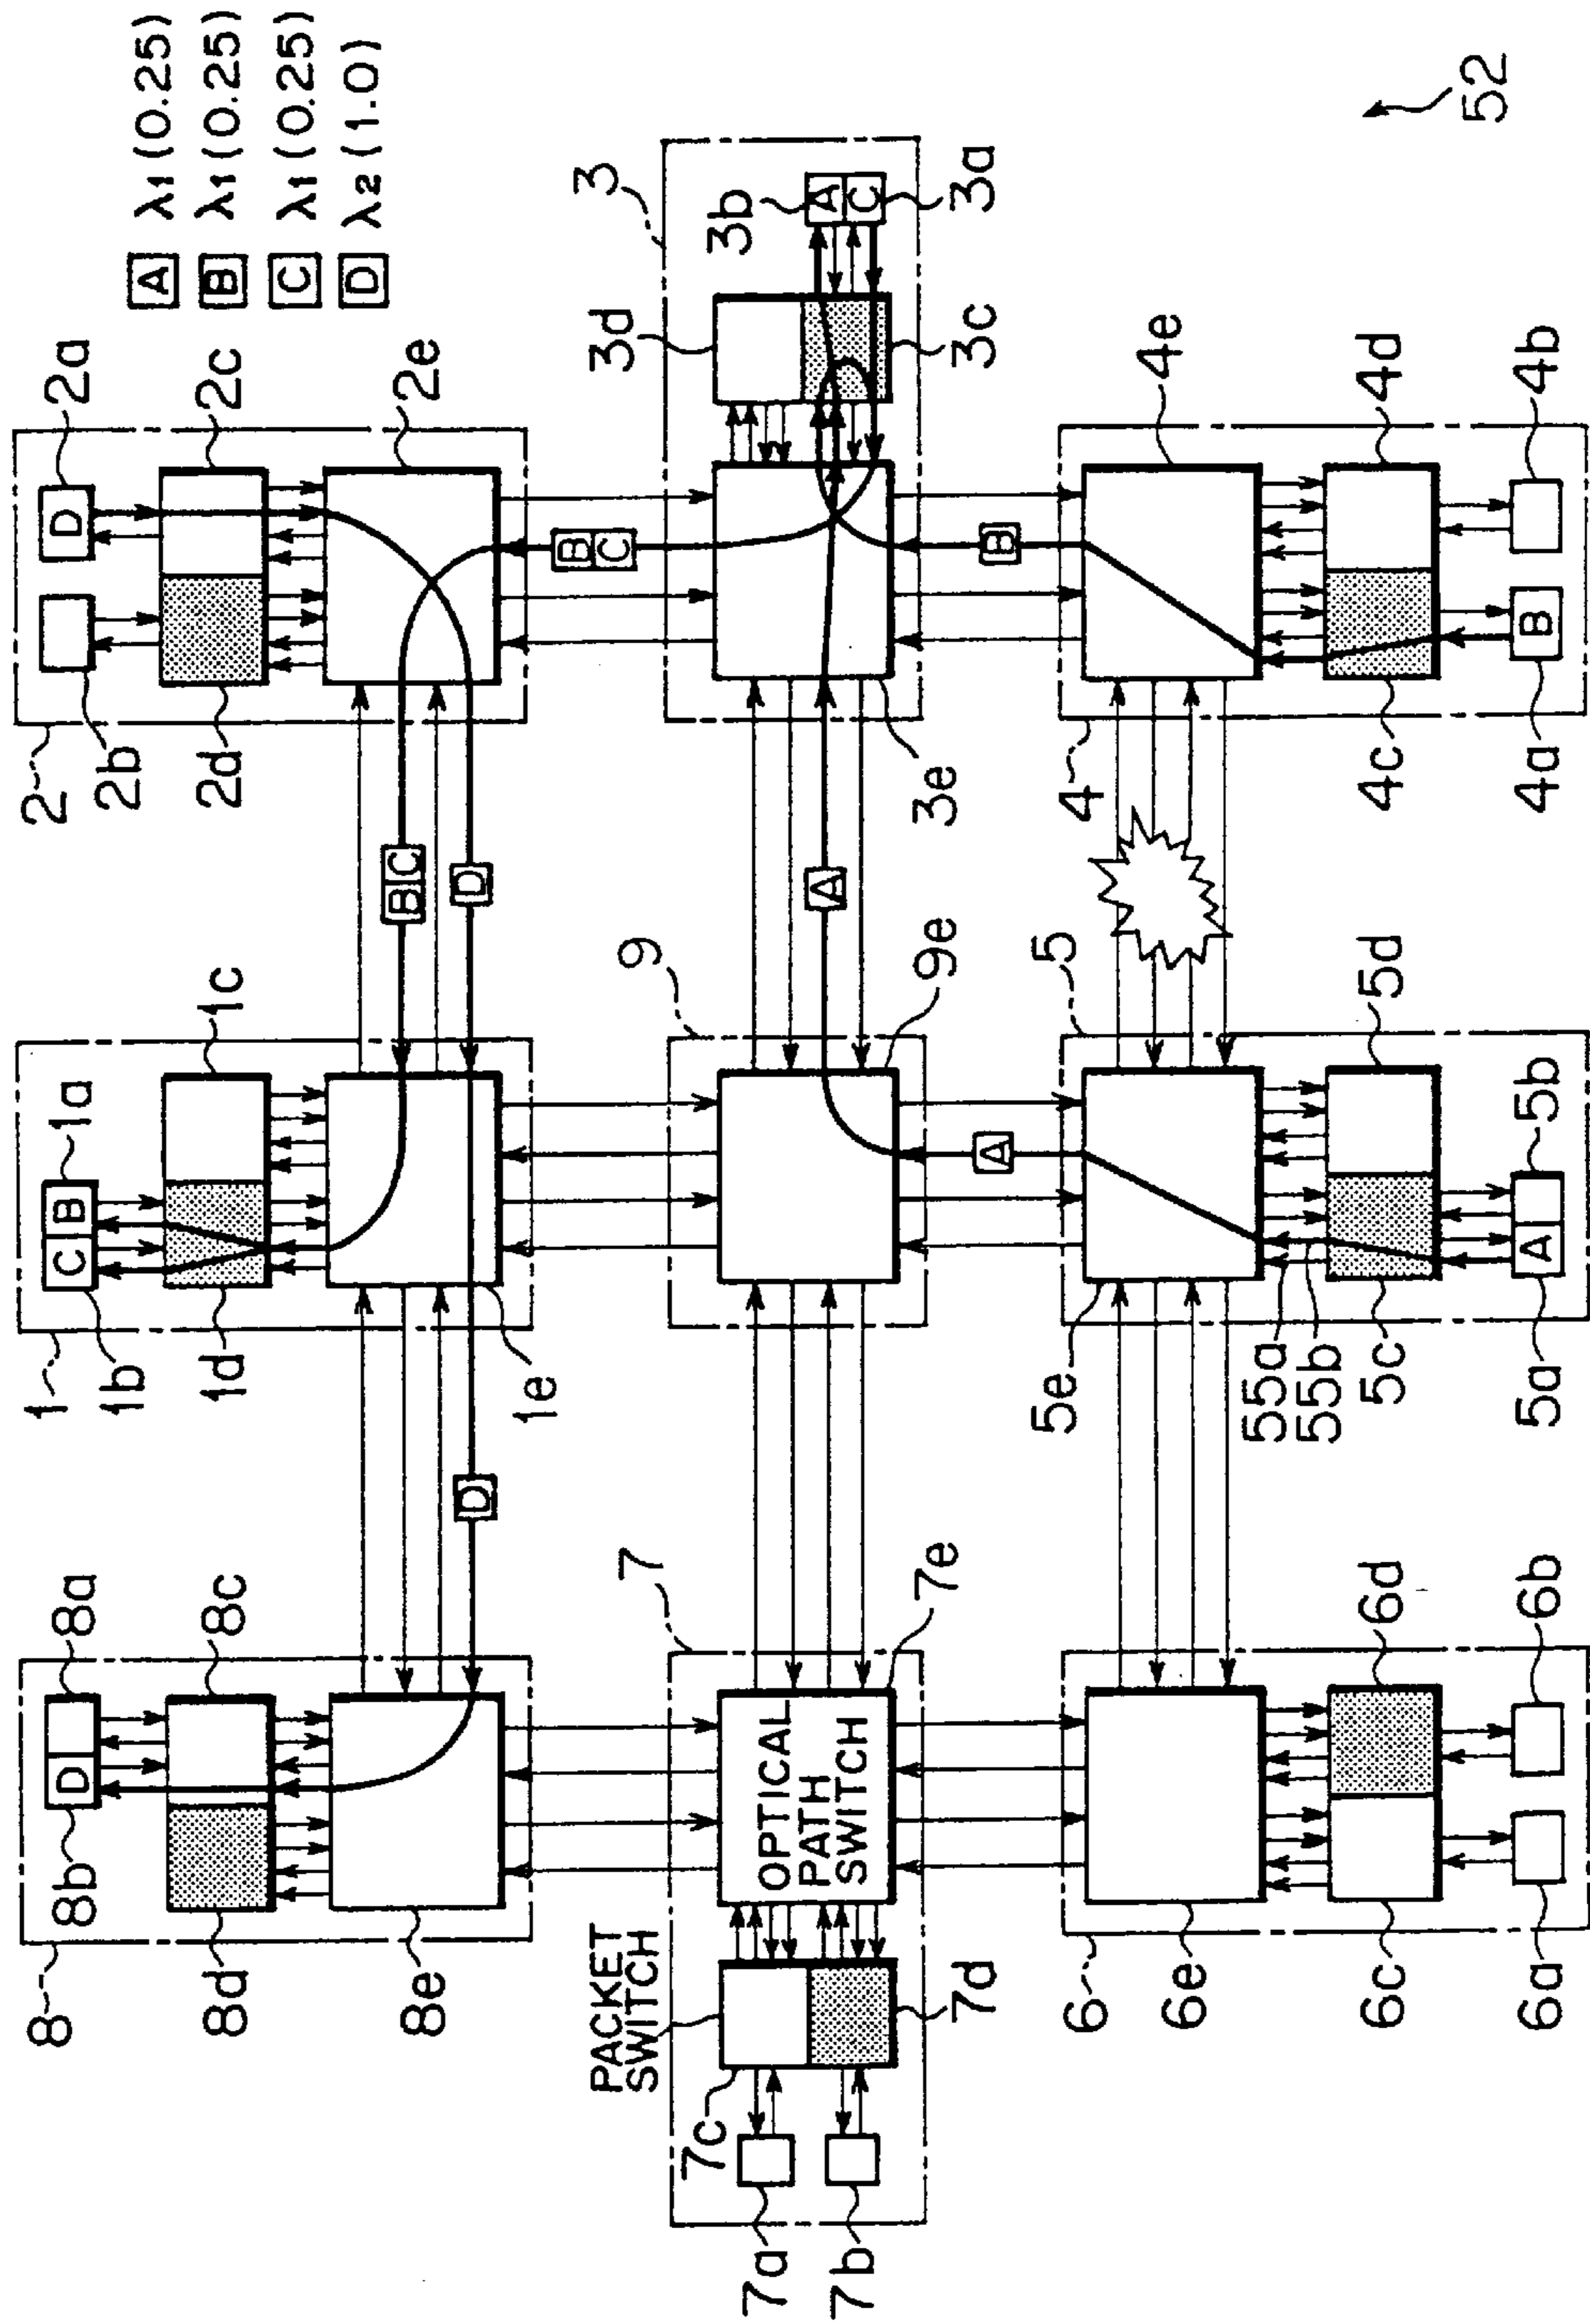 A λ1 (0.25)
B λ1 (0.25)
C λ1 (0.25)
D λ2 (1.0)
8
8b
8a
D
8d
8c
8e
D
1
1b
1a
C B
1d
1c
1e
B C
D
2
2b
2a
D
2d
2c
2e
B C
7
PACKET
SWITCH
7c
7a
7b
7d
OPTICAL
PATH
SWITCH
7e
9
9e
A
A
3
3d
3b
A
C
3a
3c
3e
B
6
6e
6d
6c
6a
6b
5
5e
55a
55b
5c
5d
5a
5b
A
4
4e
4c
4d
4a
4b
B
52